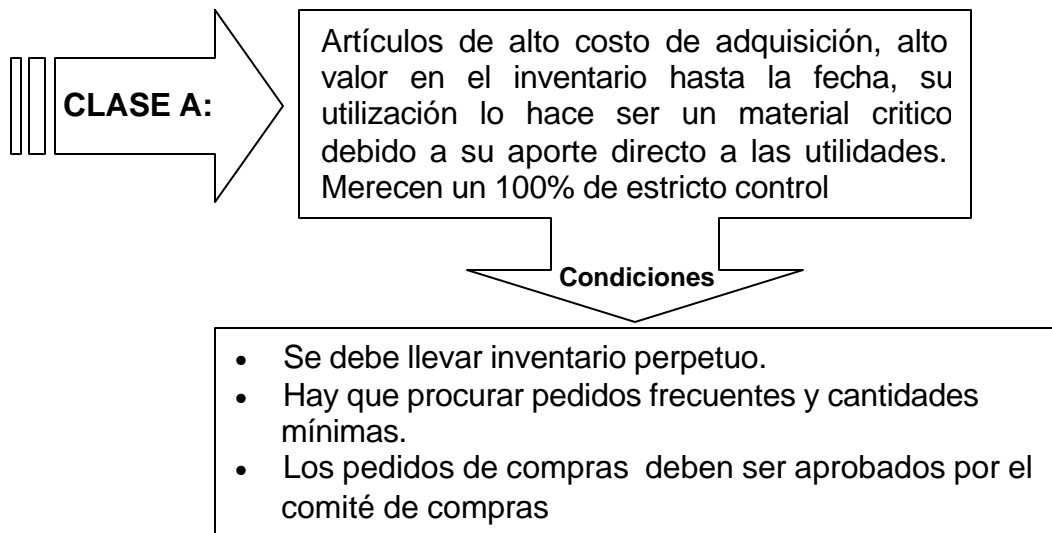 CLASE A:
Artículos de alto costo de adquisición, alto
valor en el inventario hasta la fecha, su
utilización lo hace ser un material critico
debido a su aporte directo a las utilidades.
Merecen un 100% de estricto control
Condiciones
• Se debe llevar inventario perpetuo.
• Hay que procurar pedidos frecuentes y cantidades
mínimas.
• Los pedidos de compras deben ser aprobados por el
comité de compras